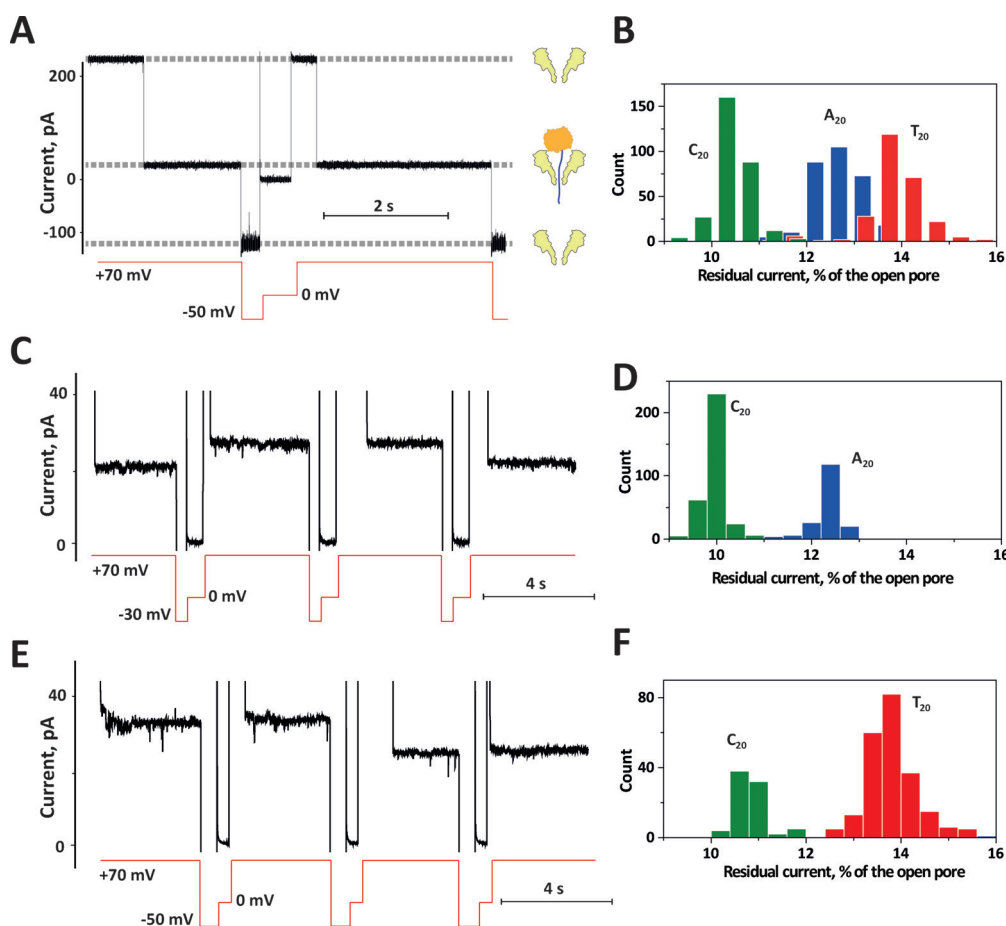 A
Current, pA
200
0
-100
2 s
+70 mV
-50 mV
0 mV
B
Count
150
100
50
0
C20
A20
T20
10 12 14 16
Residual current, % of the open pore
C
Current, pA
40
0
+70 mV
-30 mV
0 mV
4 s
D
Count
200
100
0
C20
A20
10 12 14 16
Residual current, % of the open pore
E
Current, pA
40
0
+70 mV
-50 mV
0 mV
4 s
F
Count
80
40
0
C20
T20
10 12 14 16
Residual current, % of the open pore